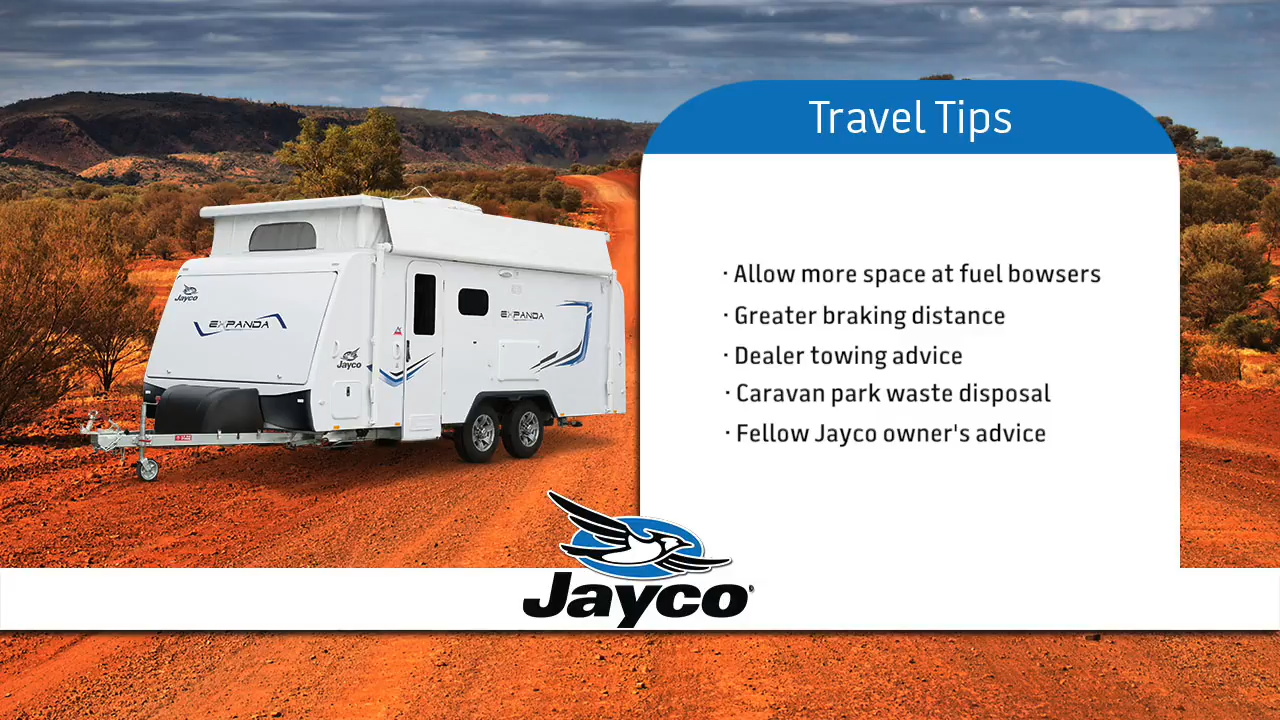 Travel Tips
· Allow more space at fuel bowsers
· Greater braking distance
· Dealer towing advice
· Caravan park waste disposal
· Fellow Jayco owner's advice
Jayco
EXPANDA
EXPANDA
Jayco
Jayco